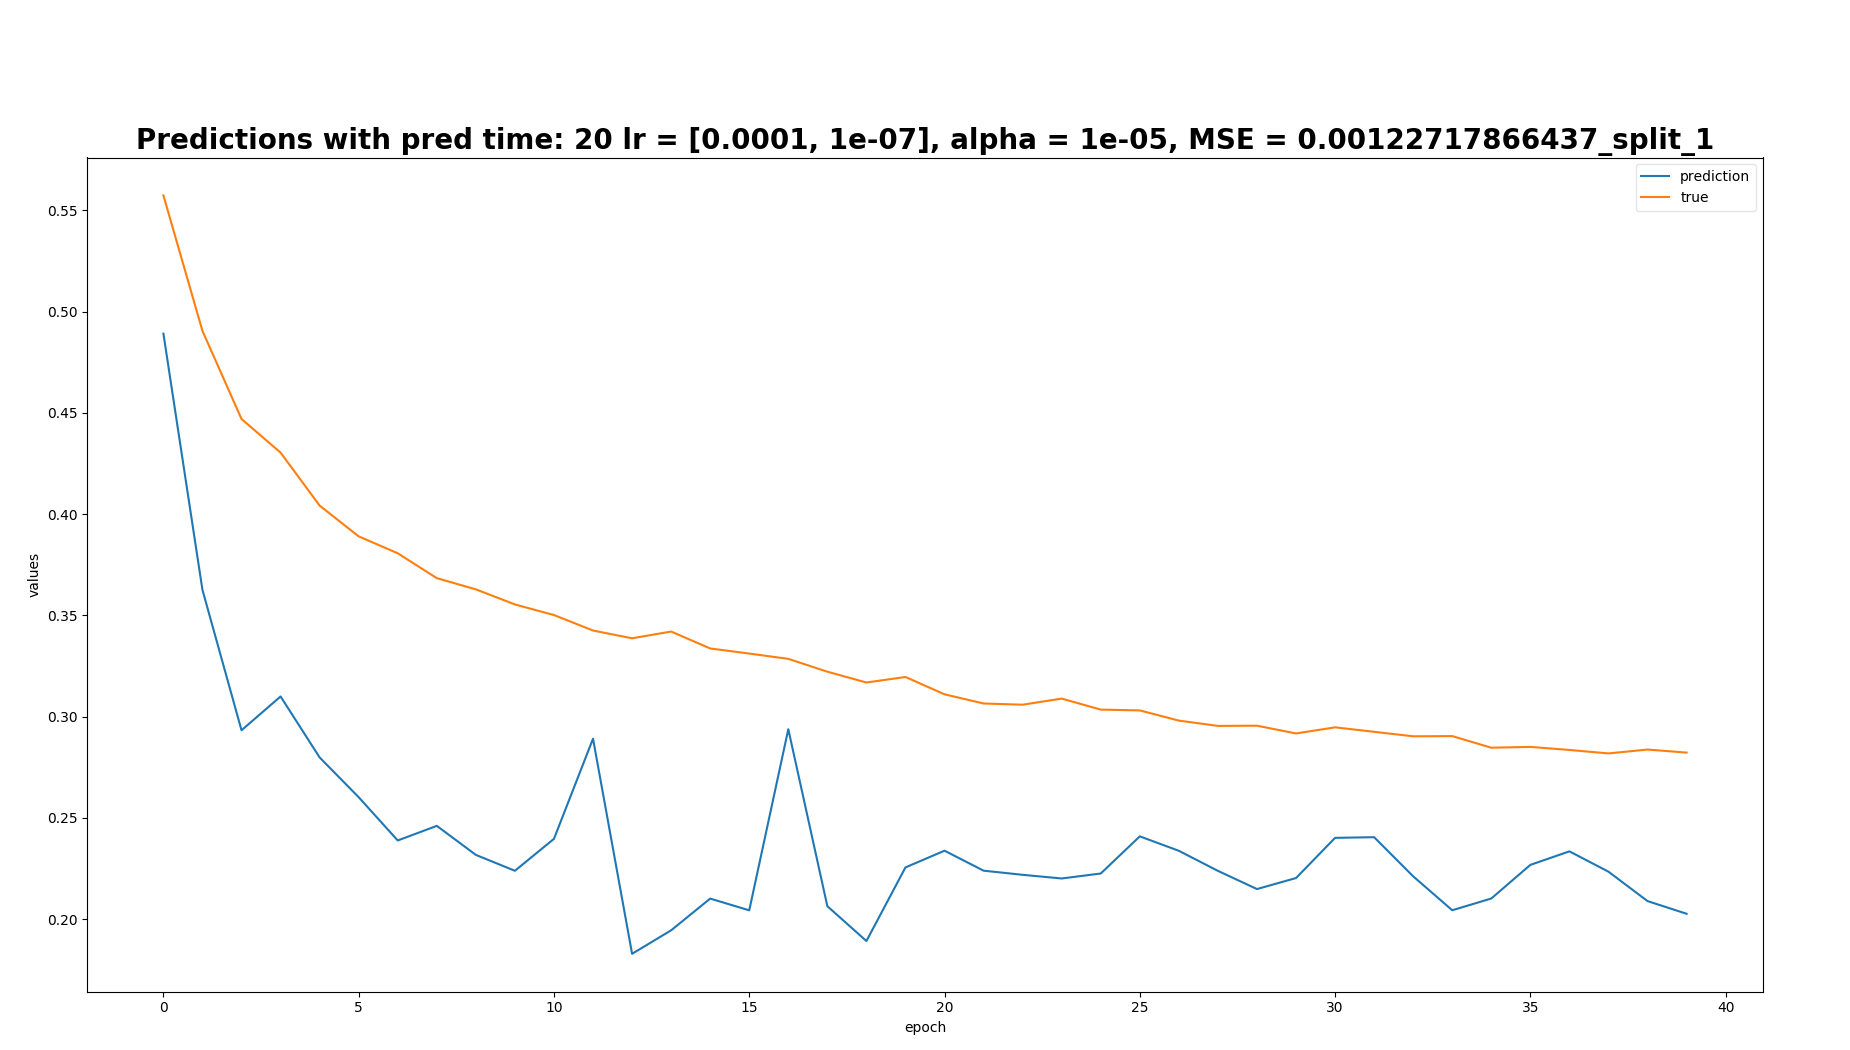 Predictions with pred time: 20 lr = [0.0001, 1e-07], alpha = 1e-05, MSE = 0.00122717866437_split_1
prediction
true
0.55
0.50
0.45
0.40
0.35
0.30
0.25
0.20
values
0 5 10 15 20 25 30 35 40
epoch